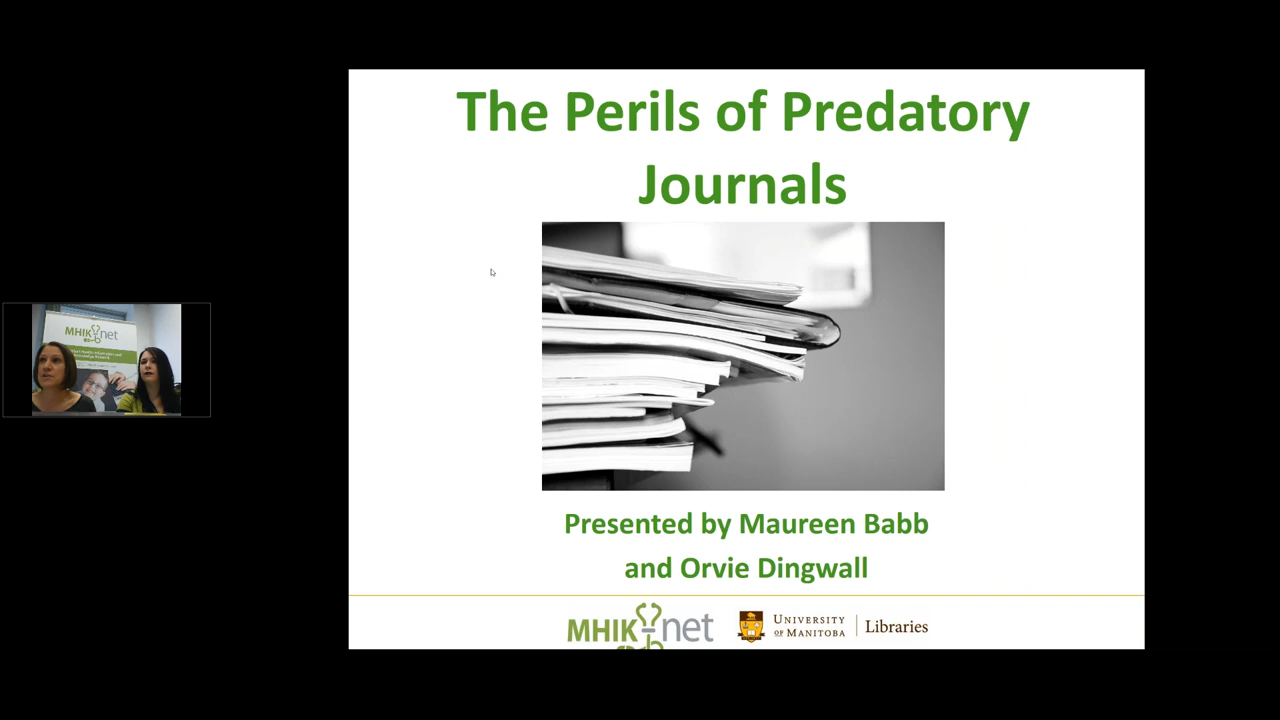 The Perils of Predatory
Journals
MHIK net
Presented by Maureen Babb
and Orvie Dingwall
MHIK net
UNIVERSITY
OF MANITOBA
Libraries